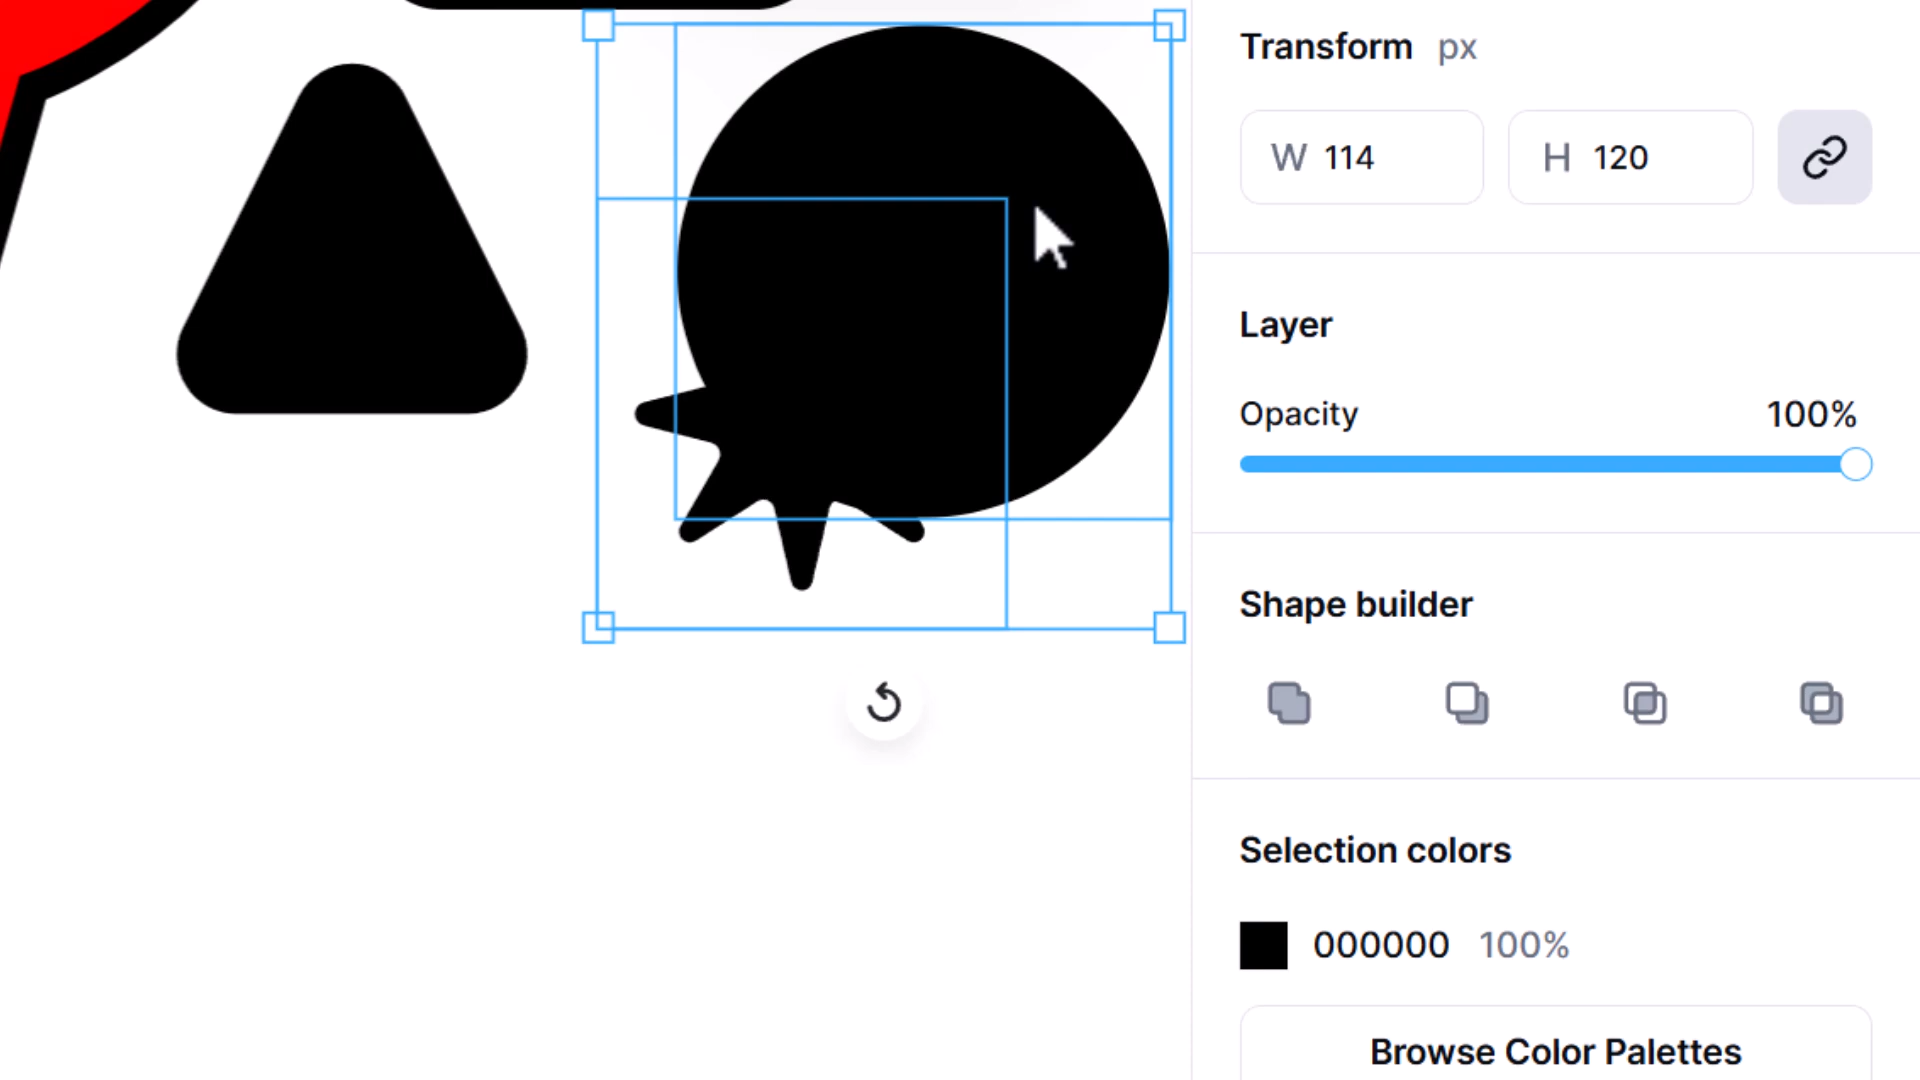 Transform px
W 114 H 120
Layer
Opacity 100%
Shape builder
Selection colors
000000 100%
Browse Color Palettes